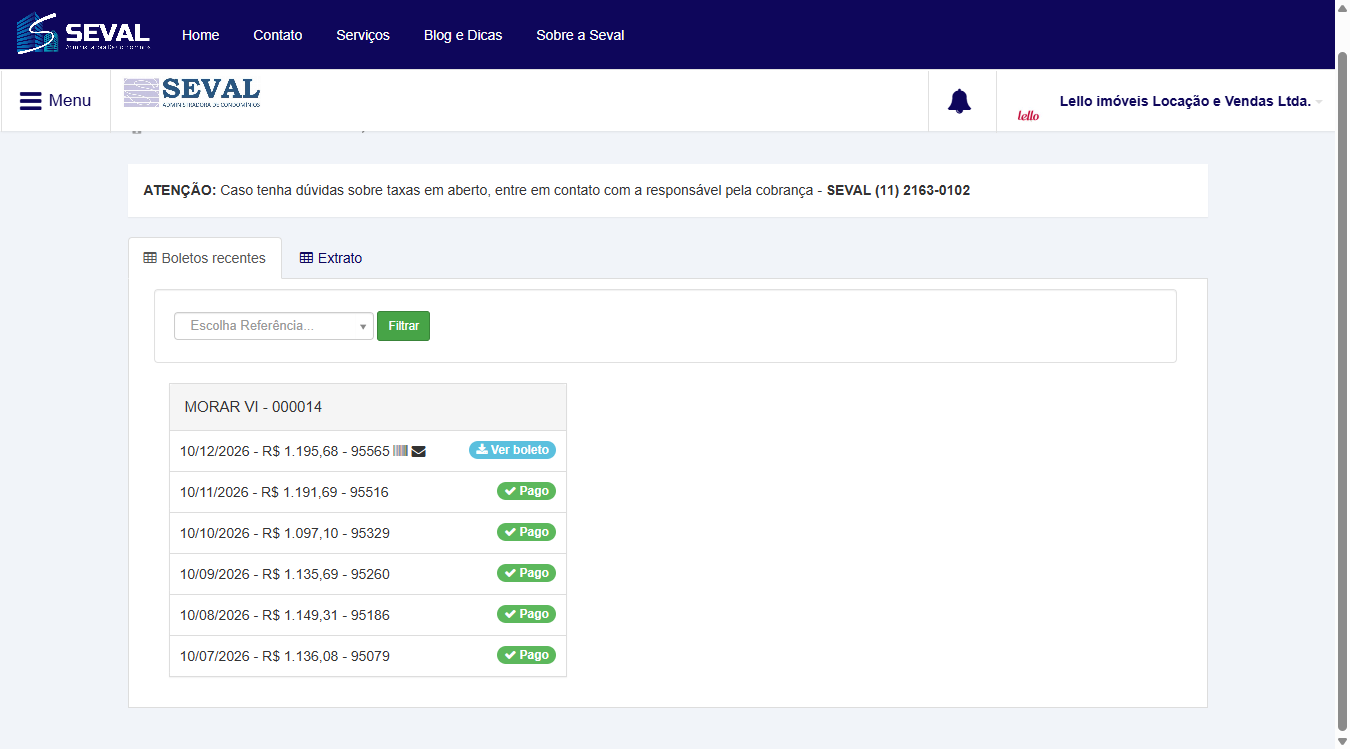 SEVAL
Home Contato Serviços Blog e Dicas Sobre a Seval
Menu
SEVAL
ADMINISTRADORA DE CONDOMÍNIOS
lello
Lello imóveis Locação e Vendas Ltda.
ATENÇÃO: Caso tenha dúvidas sobre taxas em aberto, entre em contato com a responsável pela cobrança - SEVAL (11) 2163-0102
Boletos recentes Extrato
Escolha Referência... Filtrar
MORAR VI - 000014
10/12/2026 - R$ 1.195,68 - 95565 Ver boleto
10/11/2026 - R$ 1.191,69 - 95516 Pago
10/10/2026 - R$ 1.097,10 - 95329 Pago
10/09/2026 - R$ 1.135,69 - 95260 Pago
10/08/2026 - R$ 1.149,31 - 95186 Pago
10/07/2026 - R$ 1.136,08 - 95079 Pago